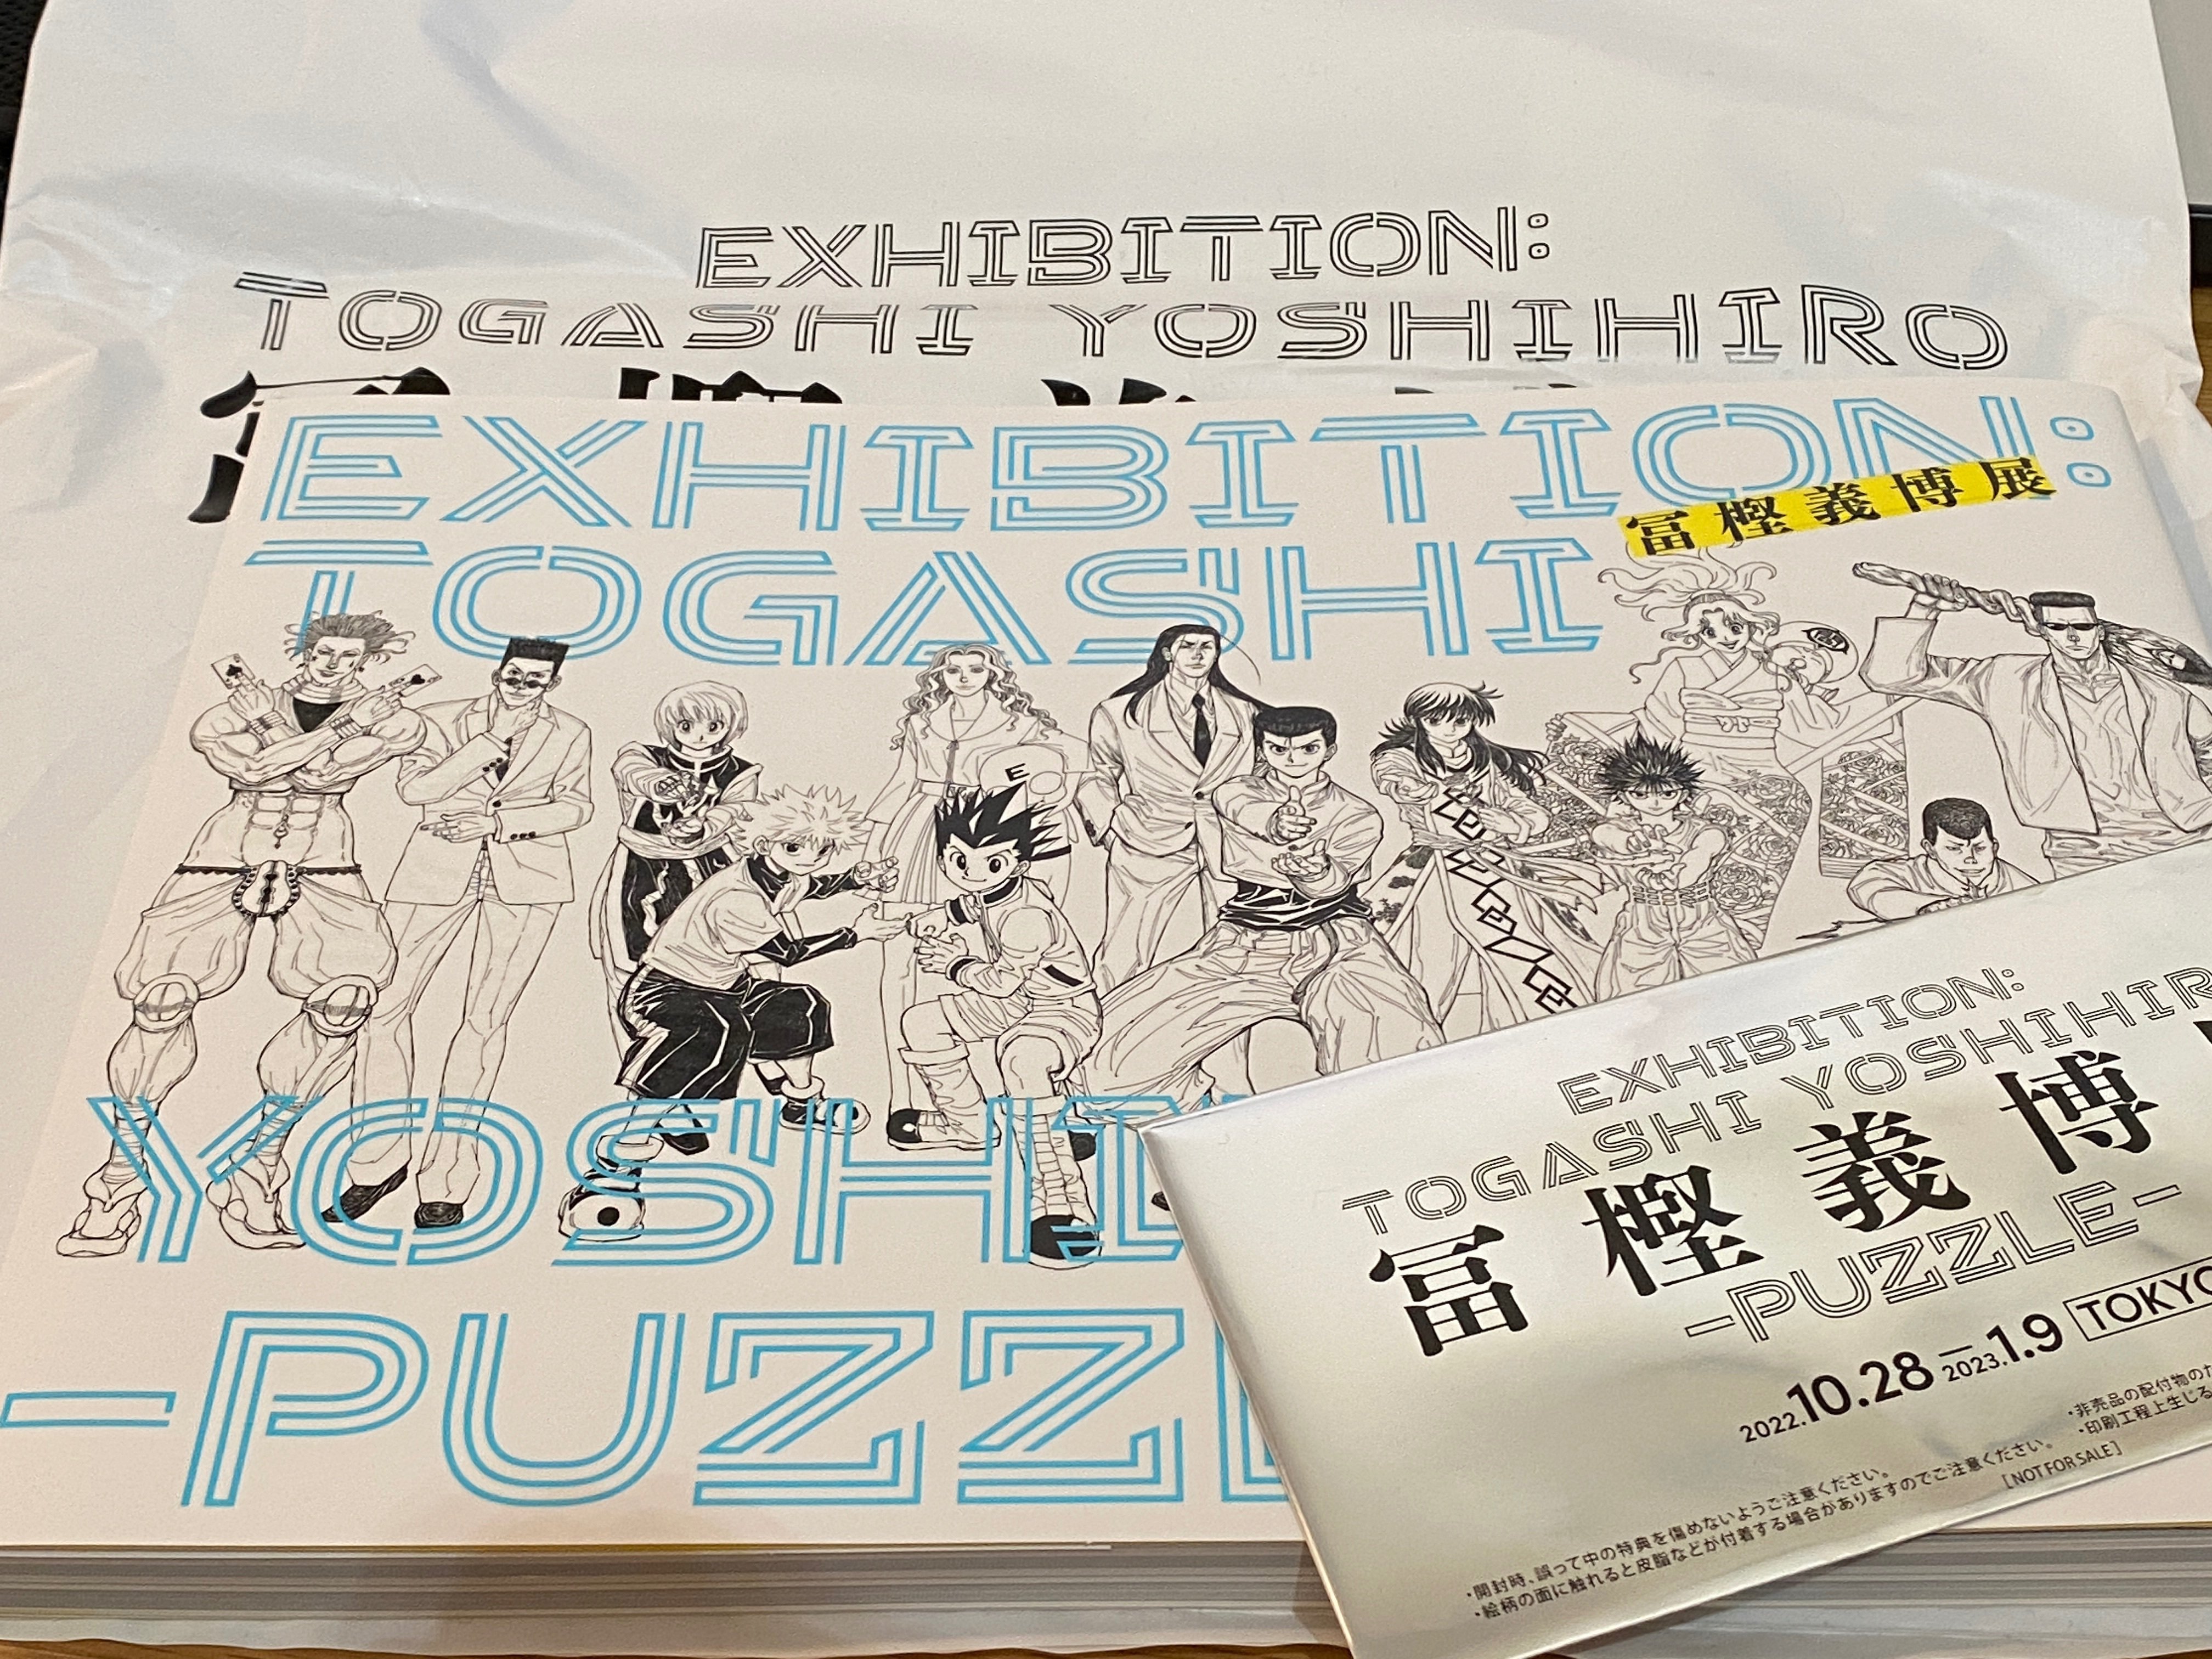 EXHIBITION:
TOGASHI YOSHIHIRO
EXHIBITION:
冨樫義博展
TOGASHI
E
YOSHI
-PUZZ
EXHIBITION:
TOGASHI YOSHIHIR
冨樫義博
-PUZZLE-
2022.10.28-2023.1.9 TOKYO
・非売品の配付物のた
・印刷工程上生じる
・開封時、誤って中の特典を傷めないようご注意ください。
・絵柄の面に触れると皮脂などが付着する場合がありますのでご注意ください。
[NOT FOR SALE]